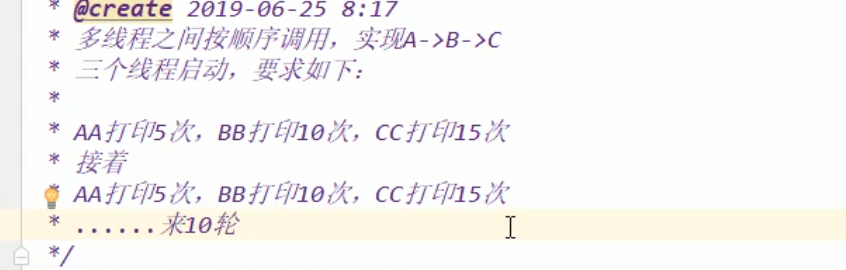 * @create 2019-06-25 8:17
* 多线程之间按顺序调用，实现A->B->C
* 三个线程启动，要求如下：
*
* AA打印5次，BB打印10次，CC打印15次
* 接着
* AA打印5次，BB打印10次，CC打印15次
* ......来10轮
*/